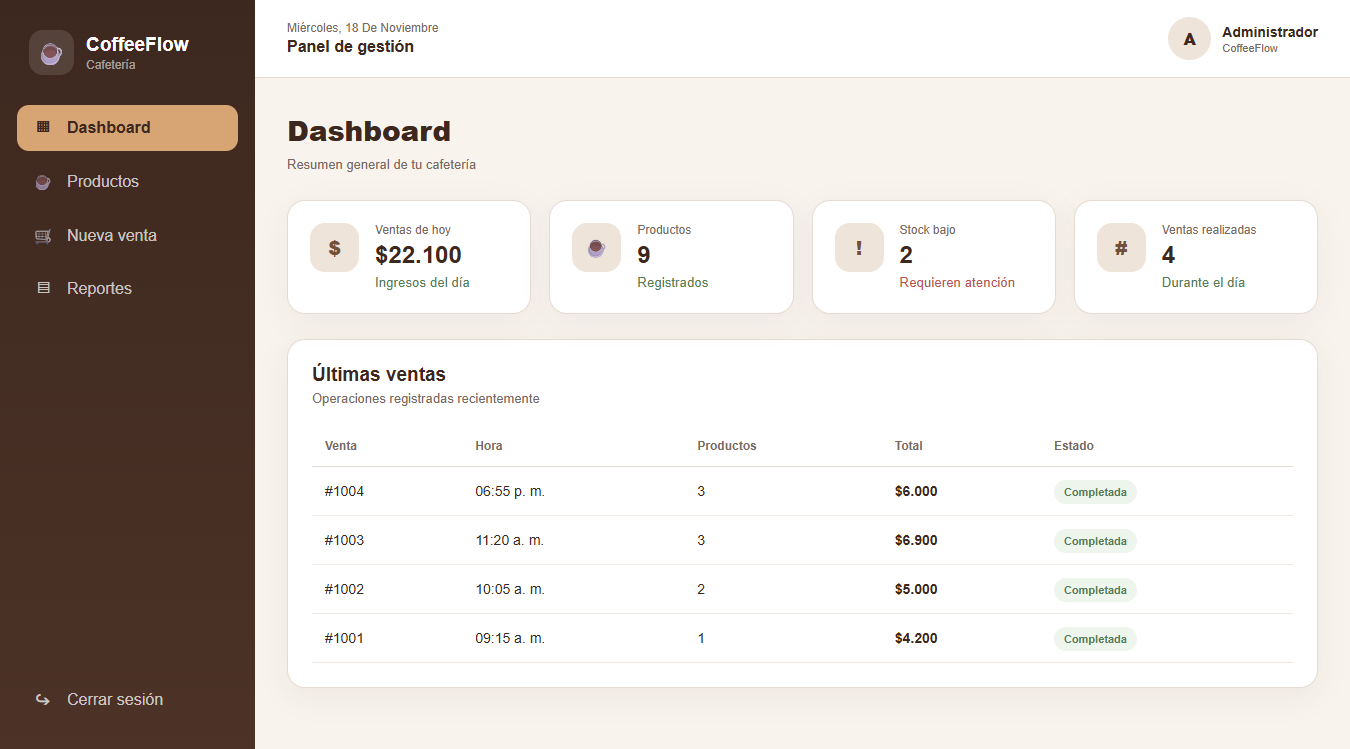 CoffeeFlow
Cafetería
Dashboard
Productos
Nueva venta
Reportes
Cerrar sesión
Miércoles, 18 De Noviembre
Panel de gestión
A
Administrador
CoffeeFlow
Dashboard
Resumen general de tu cafetería
$
Ventas de hoy
$22.100
Ingresos del día
Productos
9
Registrados
!
Stock bajo
2
Requieren atención
#
Ventas realizadas
4
Durante el día
Últimas ventas
Operaciones registradas recientemente
Venta Hora Productos Total Estado
#1004 06:55 p. m. 3 $6.000 Completada
#1003 11:20 a. m. 3 $6.900 Completada
#1002 10:05 a. m. 2 $5.000 Completada
#1001 09:15 a. m. 1 $4.200 Completada